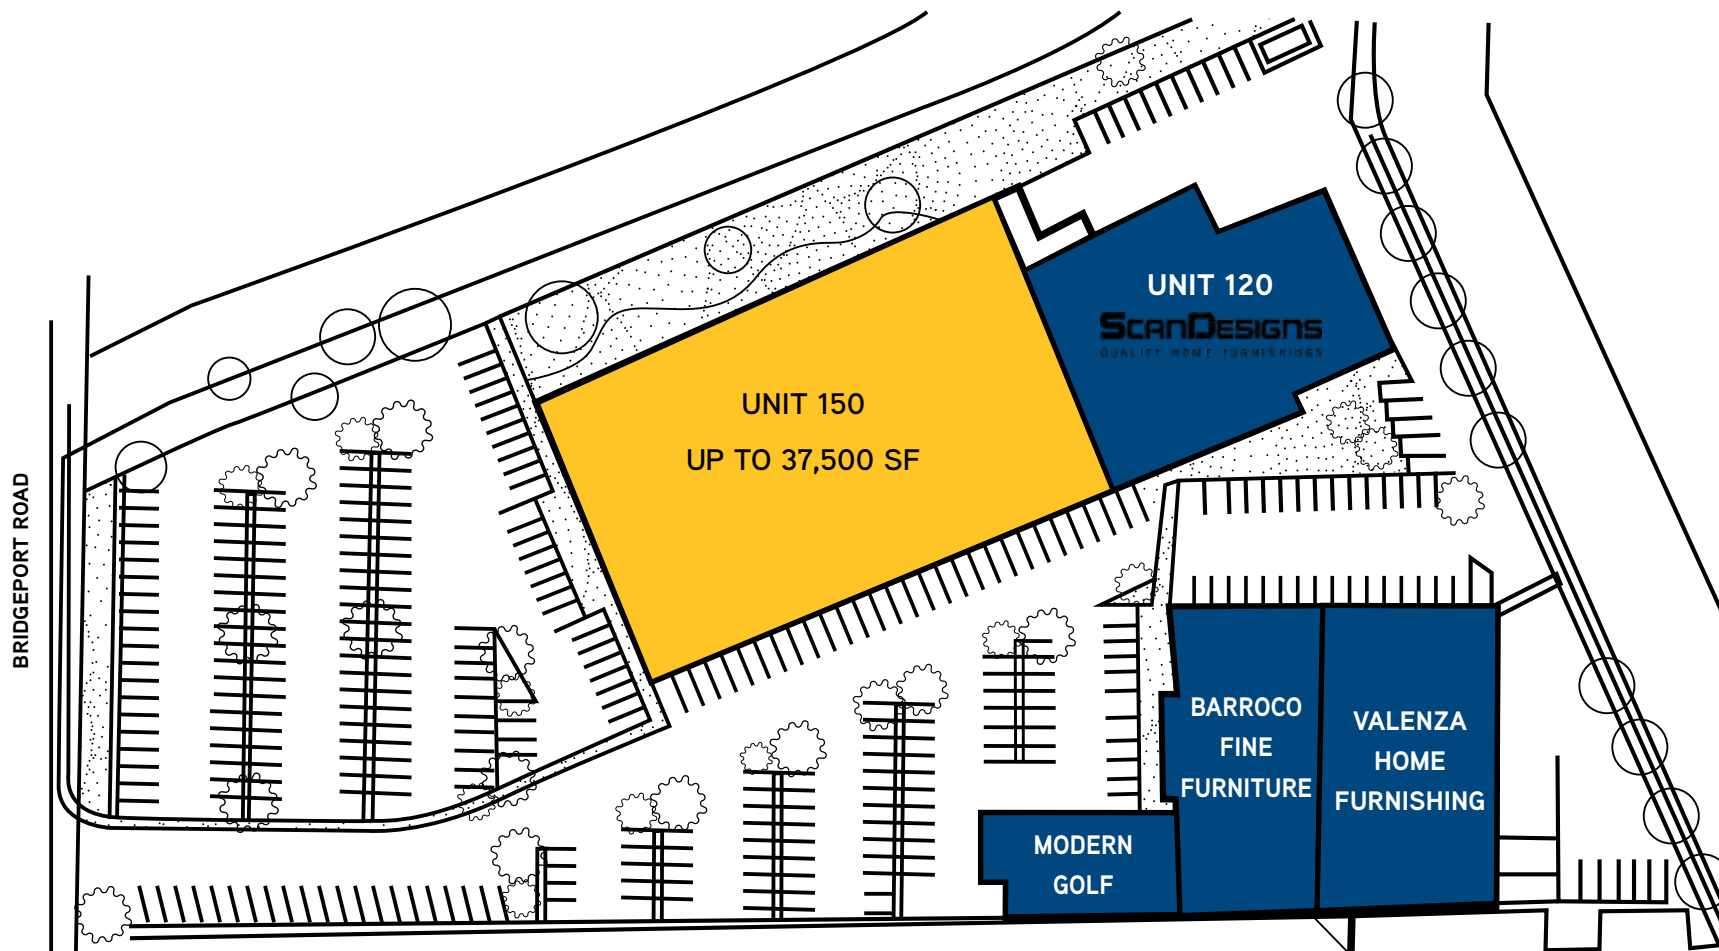 UNIT 120
SCANDESIGNS
QUALITY HOME FURNISHINGS
UNIT 150
UP TO 37,500 SF
BRIDGEPORT ROAD
BARROCO
FINE
FURNITURE
VALENZA
HOME
FURNISHING
MODERN
GOLF